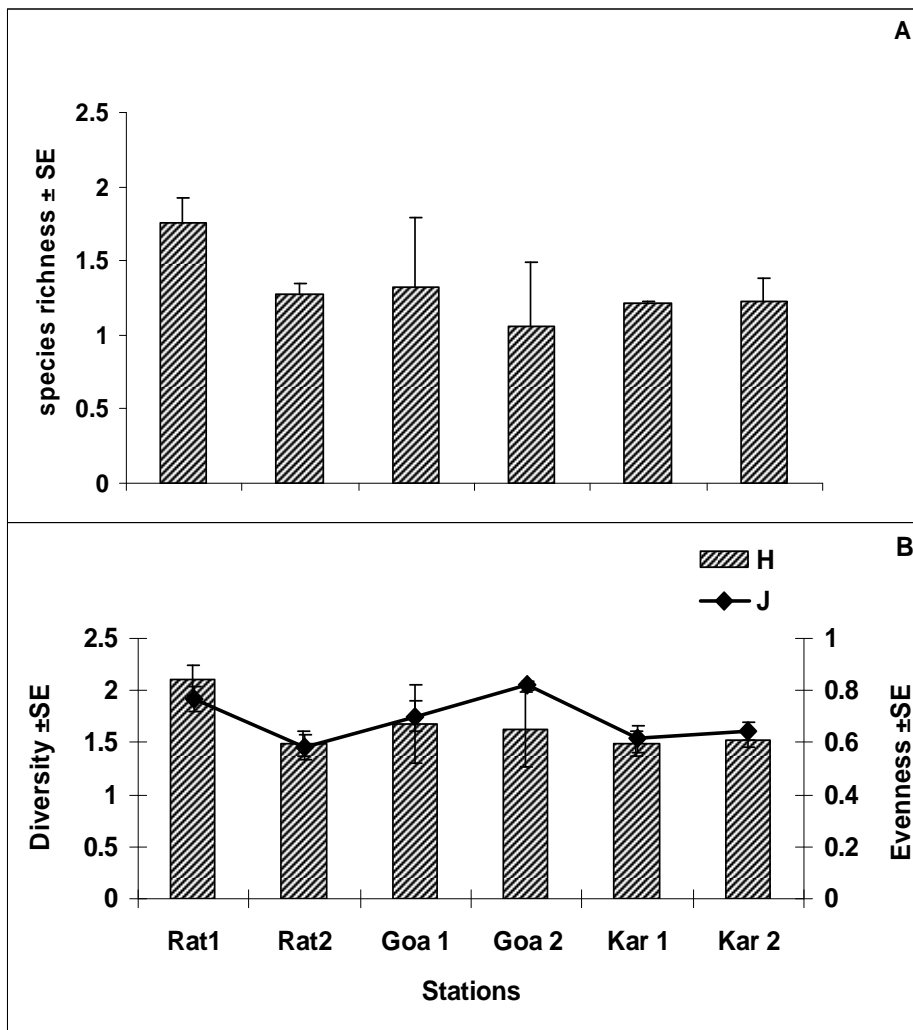 A
species richness ± SE
2.5
2
1.5
1
0.5
0
B
H
J
Diversity ±SE
2.5
2
1.5
1
0.5
0
1
0.8
0.6
0.4
0.2
0
Evenness ±SE
Rat1 Rat2 Goa 1 Goa 2 Kar 1 Kar 2
Stations